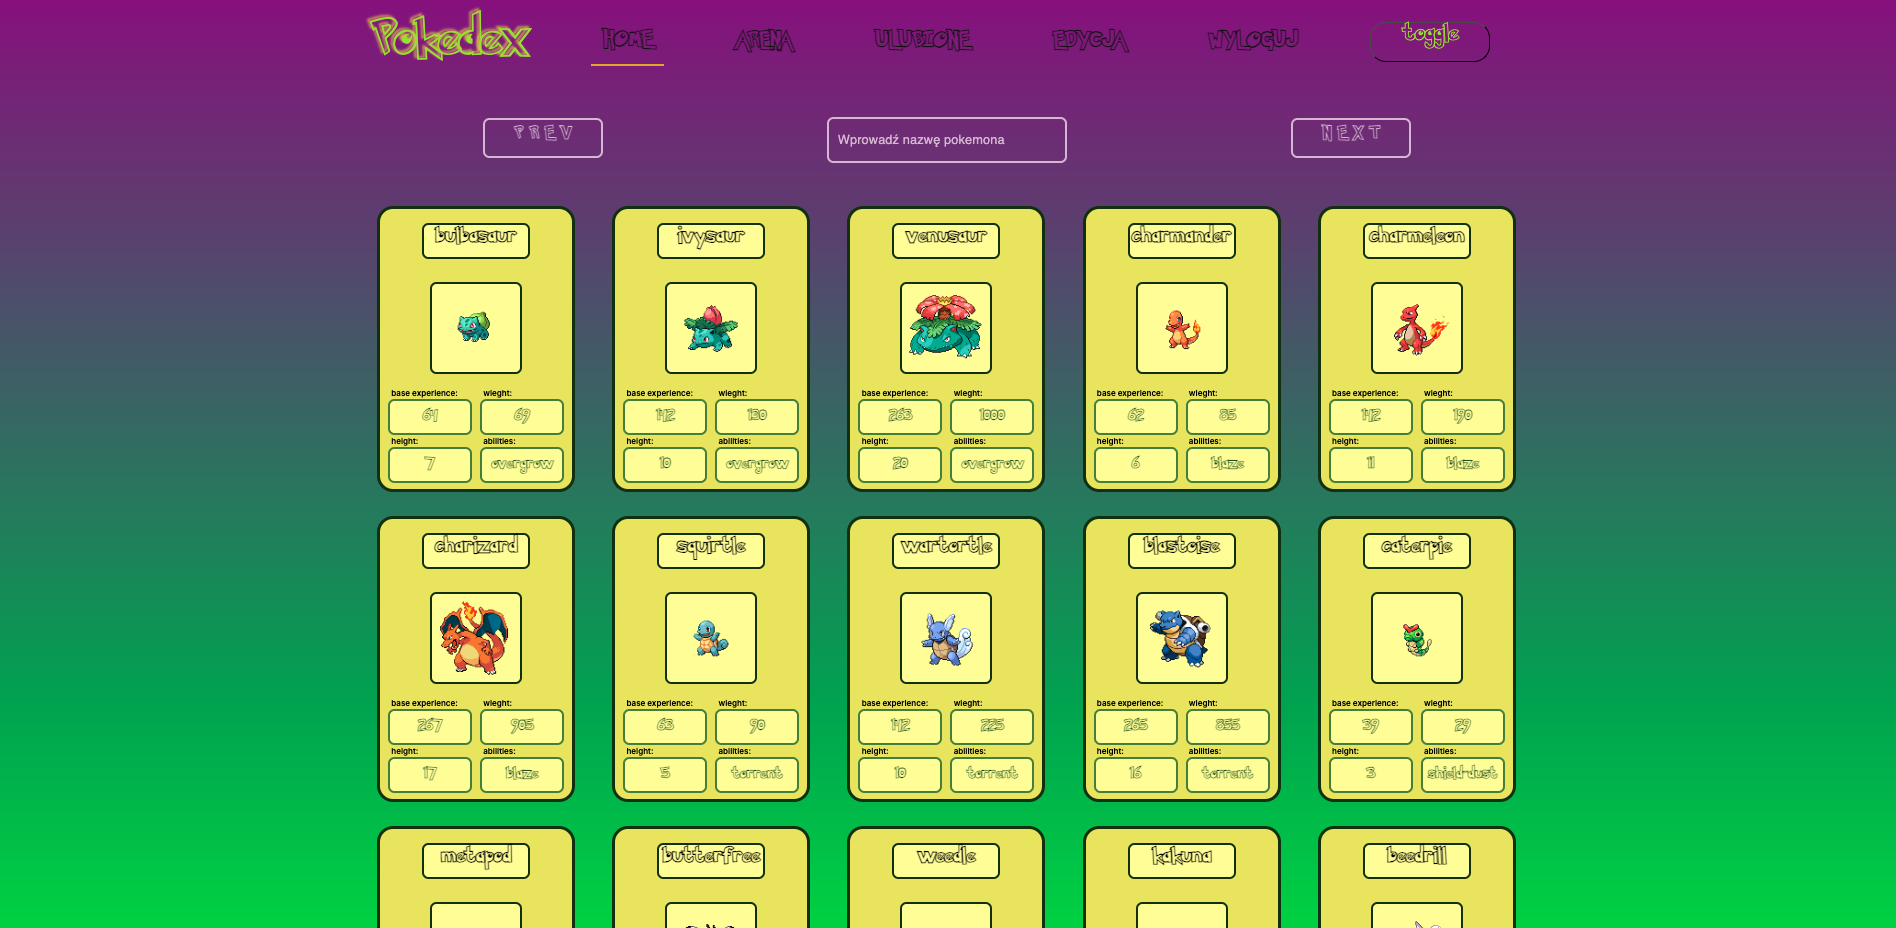 Pokedex HOME ARENA ULUBIONE EDYCJA WYLOGUJ toggle
PREV Wprowadź nazwę pokemona NEXT
bulbasaur ivysaur venusaur charmander charmeleon
base experience: wieght: base experience: wieght: base experience: wieght: base experience: wieght: base experience: wieght:
64 69 142 130 263 1000 62 85 142 190
height: abilities: height: abilities: height: abilities: height: abilities: height: abilities:
7 overgrow 10 overgrow 20 overgrow 6 blaze 11 blaze
charizard squirtle wartortle blastoise caterpie
base experience: wieght: base experience: wieght: base experience: wieght: base experience: wieght: base experience: wieght:
267 905 63 90 142 225 265 855 39 29
height: abilities: height: abilities: height: abilities: height: abilities: height: abilities:
17 blaze 5 torrent 10 torrent 16 torrent 3 shield-dust
metapod butterfree weedle kakuna beedrill